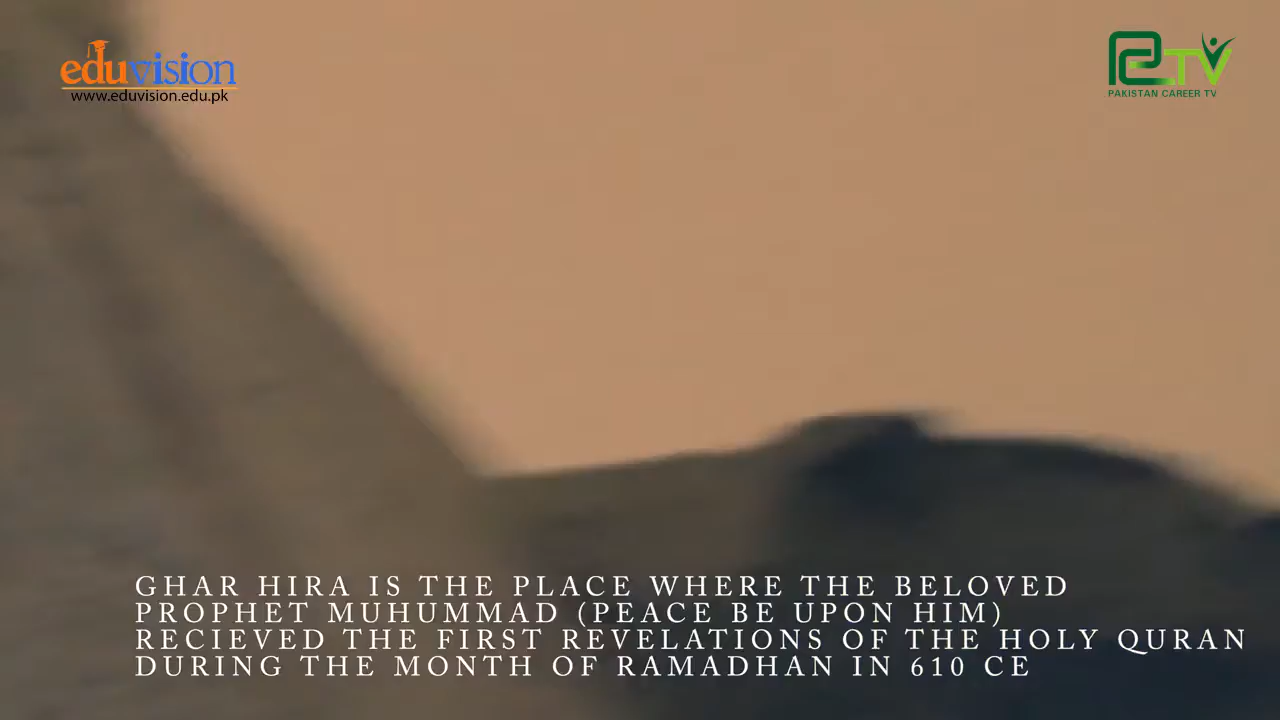 eduvision
www.eduvision.edu.pk
PCTV
PAKISTAN CAREER TV
GHAR HIRA IS THE PLACE WHERE THE BELOVED
PROPHET MUHUMMAD (PEACE BE UPON HIM)
RECIEVED THE FIRST REVELATIONS OF THE HOLY QURAN
DURING THE MONTH OF RAMADHAN IN 610 CE